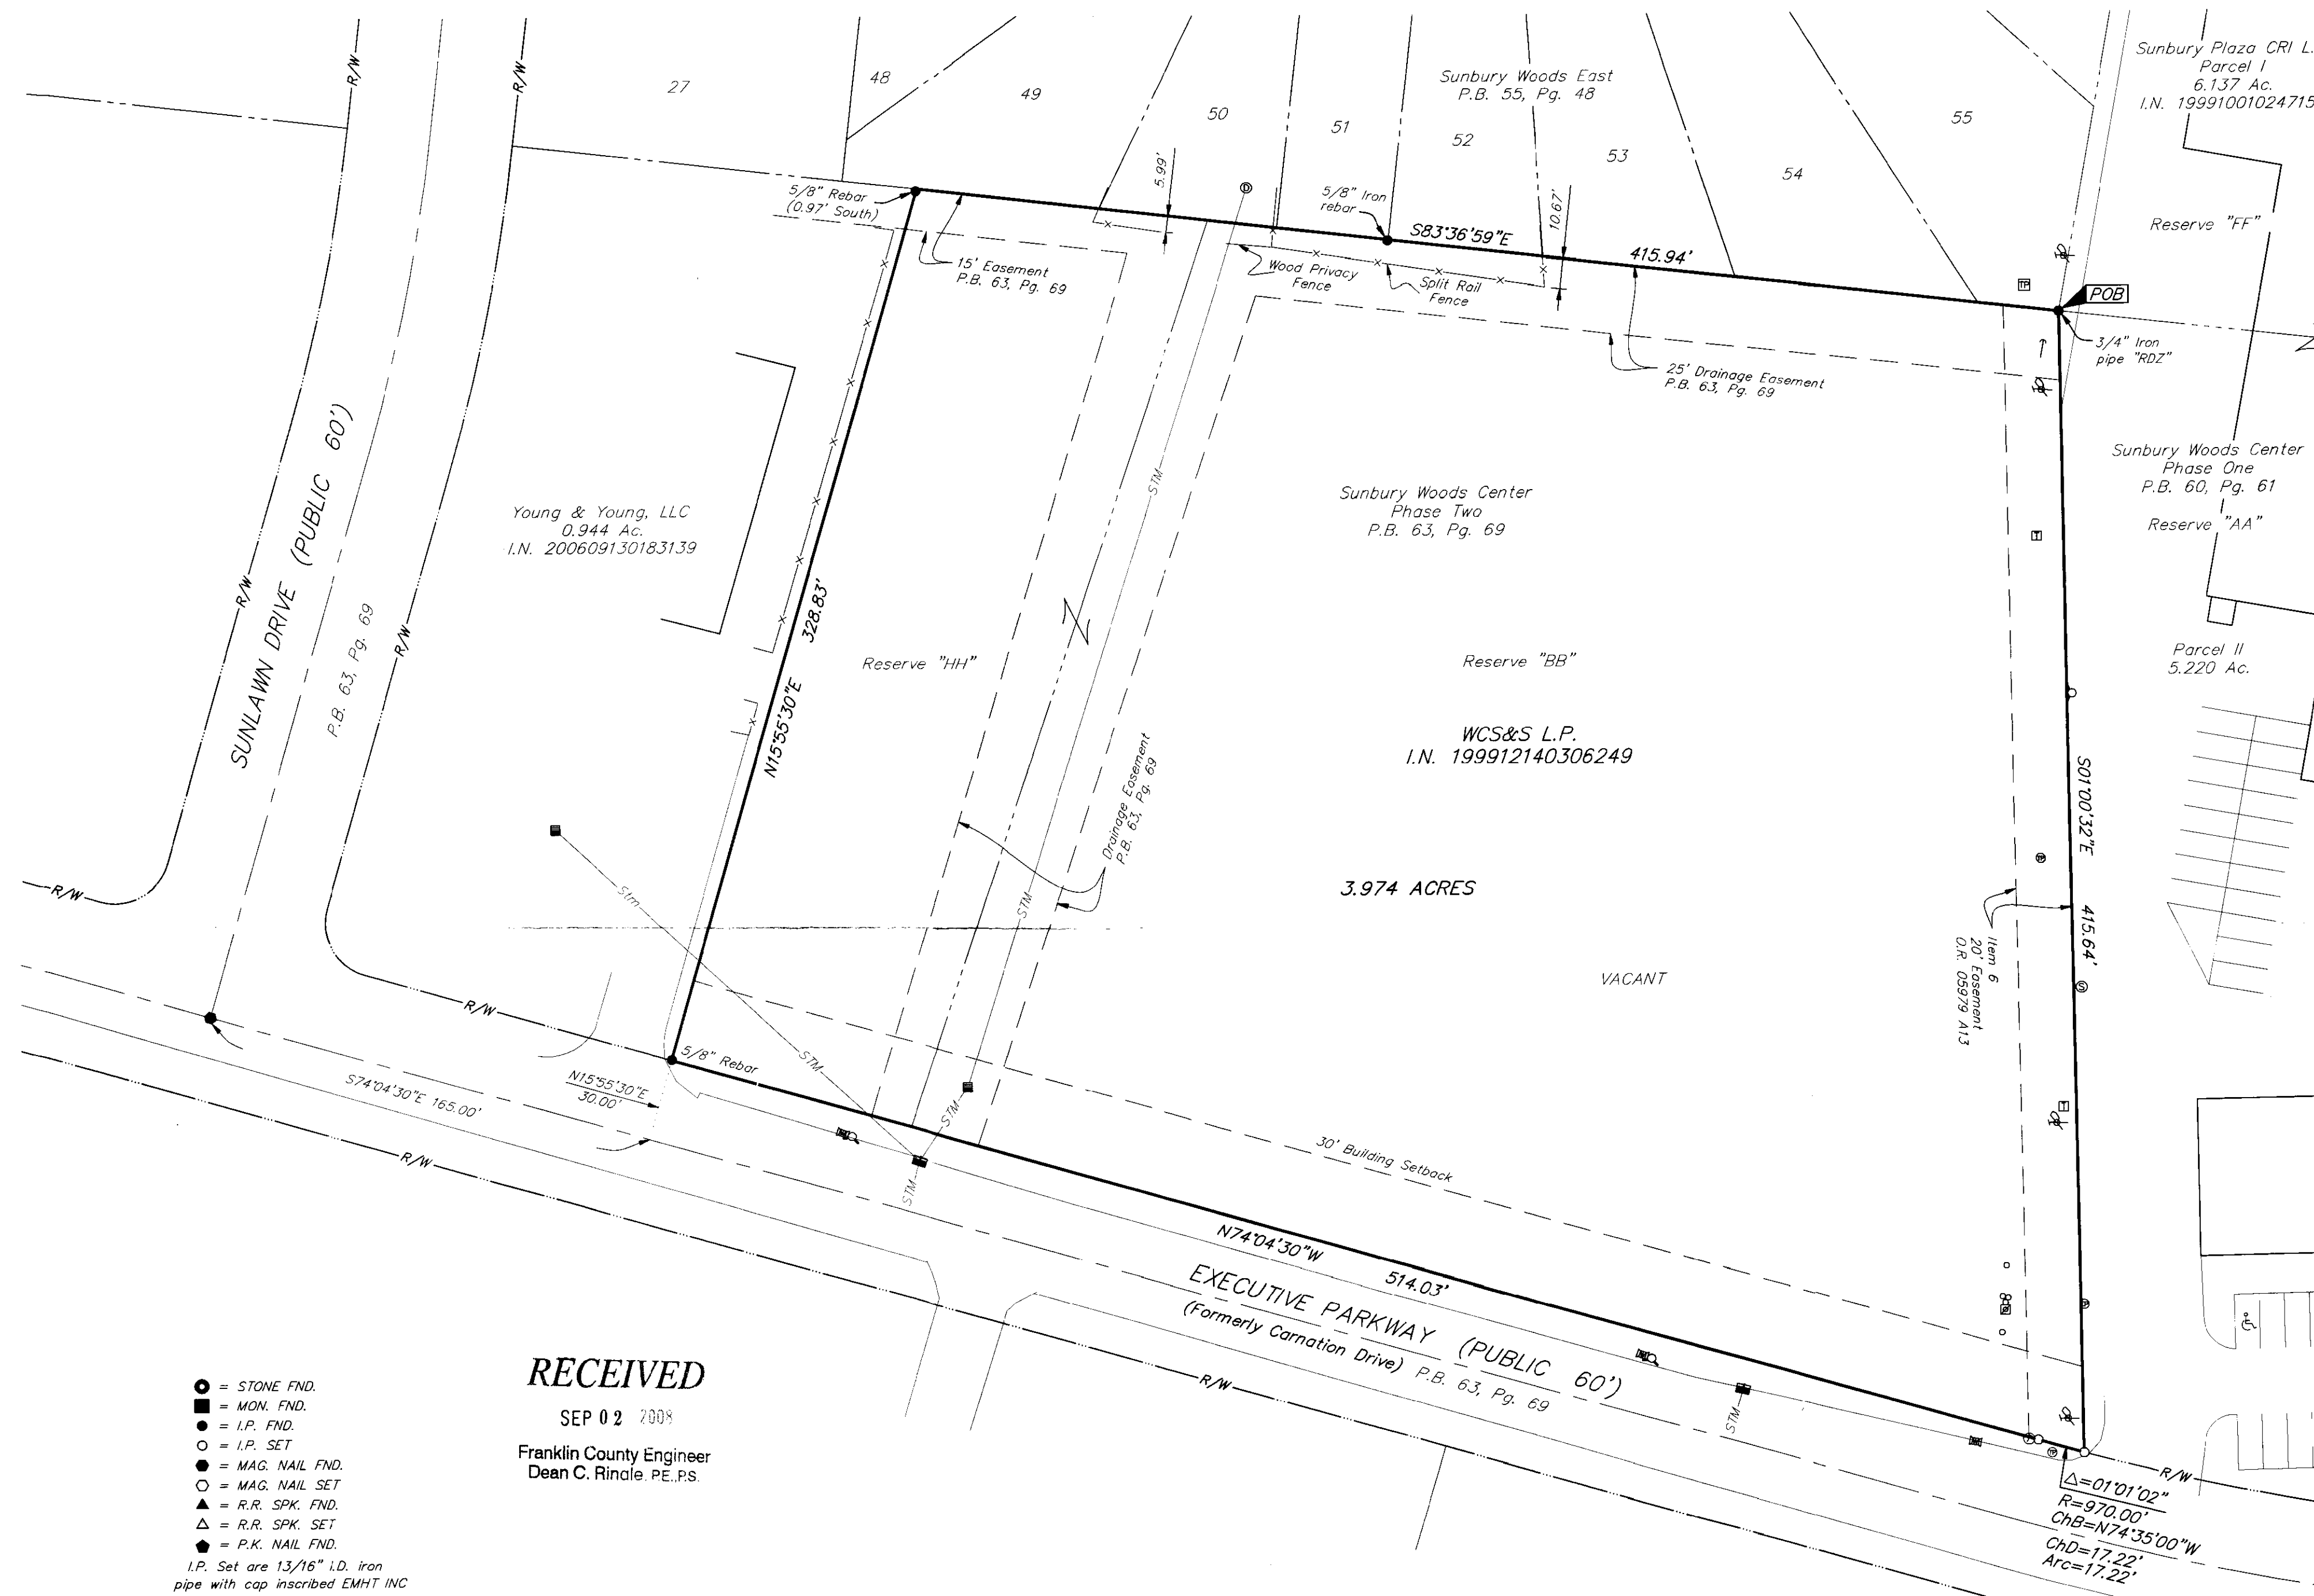 R/W
R/W
27
48
49
50
51
52
53
54
55
Sunbury Woods East
P.B. 55, Pg. 48
Sunbury Plaza CRI L.
Parcel I
6.137 Ac.
I.N. 19991001024715
Reserve "FF"
5/8" Rebar
(0.97' South)
5.99'
D
5/8" Iron
rebar
S83°36'59"E
415.94'
10.67'
TP
POB
3/4" Iron
pipe "RDZ"
15' Easement
P.B. 63, Pg. 69
Wood Privacy
Fence
Split Rail
Fence
25' Drainage Easement
P.B. 63, Pg. 69
SUNLAWN DRIVE (PUBLIC 60')
P.B. 63, Pg. 69
R/W
R/W
Young & Young, LLC
0.944 Ac.
I.N. 200609130183139
N15°55'30"E
328.83'
STM
Sunbury Woods Center
Phase Two
P.B. 63, Pg. 69
Sunbury Woods Center
Phase One
P.B. 60, Pg. 61
Reserve "AA"
T
Reserve "HH"
Reserve "BB"
Parcel II
5.220 Ac.
WCS&S L.P.
I.N. 199912140306249
Drainage Easement
P.B. 63, Pg. 69
S01°00'32"E
415.64'
3.974 ACRES
VACANT
Item 6
20' Easement
O.R. 05979 A13
S
T
R/W
Stm
STM
STM
STM
STM
R/W
5/8" Rebar
S74°04'30"E 165.00'
N15°55'30"E
30.00'
R/W
30' Building Setback
N74°04'30"W
514.03'
EXECUTIVE PARKWAY (PUBLIC 60')
(Formerly Carnation Drive) P.B. 63, Pg. 69
R/W
STM
R/W
Δ=01°01'02"
R=970.00'
ChB=N74°35'00"W
ChD=17.22'
Arc=17.22'
RECEIVED
SEP 02 2008
Franklin County Engineer
Dean C. Ringle, PE.,PS.
= STONE FND.
= MON. FND.
= I.P. FND.
= I.P. SET
= MAG. NAIL FND.
= MAG. NAIL SET
= R.R. SPK. FND.
= R.R. SPK. SET
= P.K. NAIL FND.
I.P. Set are 13/16" I.D. iron
pipe with cap inscribed EMHT INC